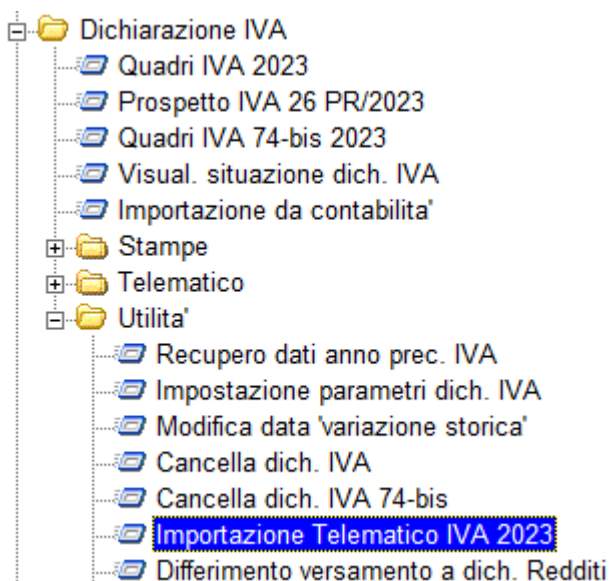 Dichiarazione IVA
Quadri IVA 2023
Prospetto IVA 26 PR/2023
Quadri IVA 74-bis 2023
Visual. situazione dich. IVA
Importazione da contabilita'
Stampe
Telematico
Utilita'
Recupero dati anno prec. IVA
Impostazione parametri dich. IVA
Modifica data 'variazione storica'
Cancella dich. IVA
Cancella dich. IVA 74-bis
Importazione Telematico IVA 2023
Differimento versamento a dich. Redditi